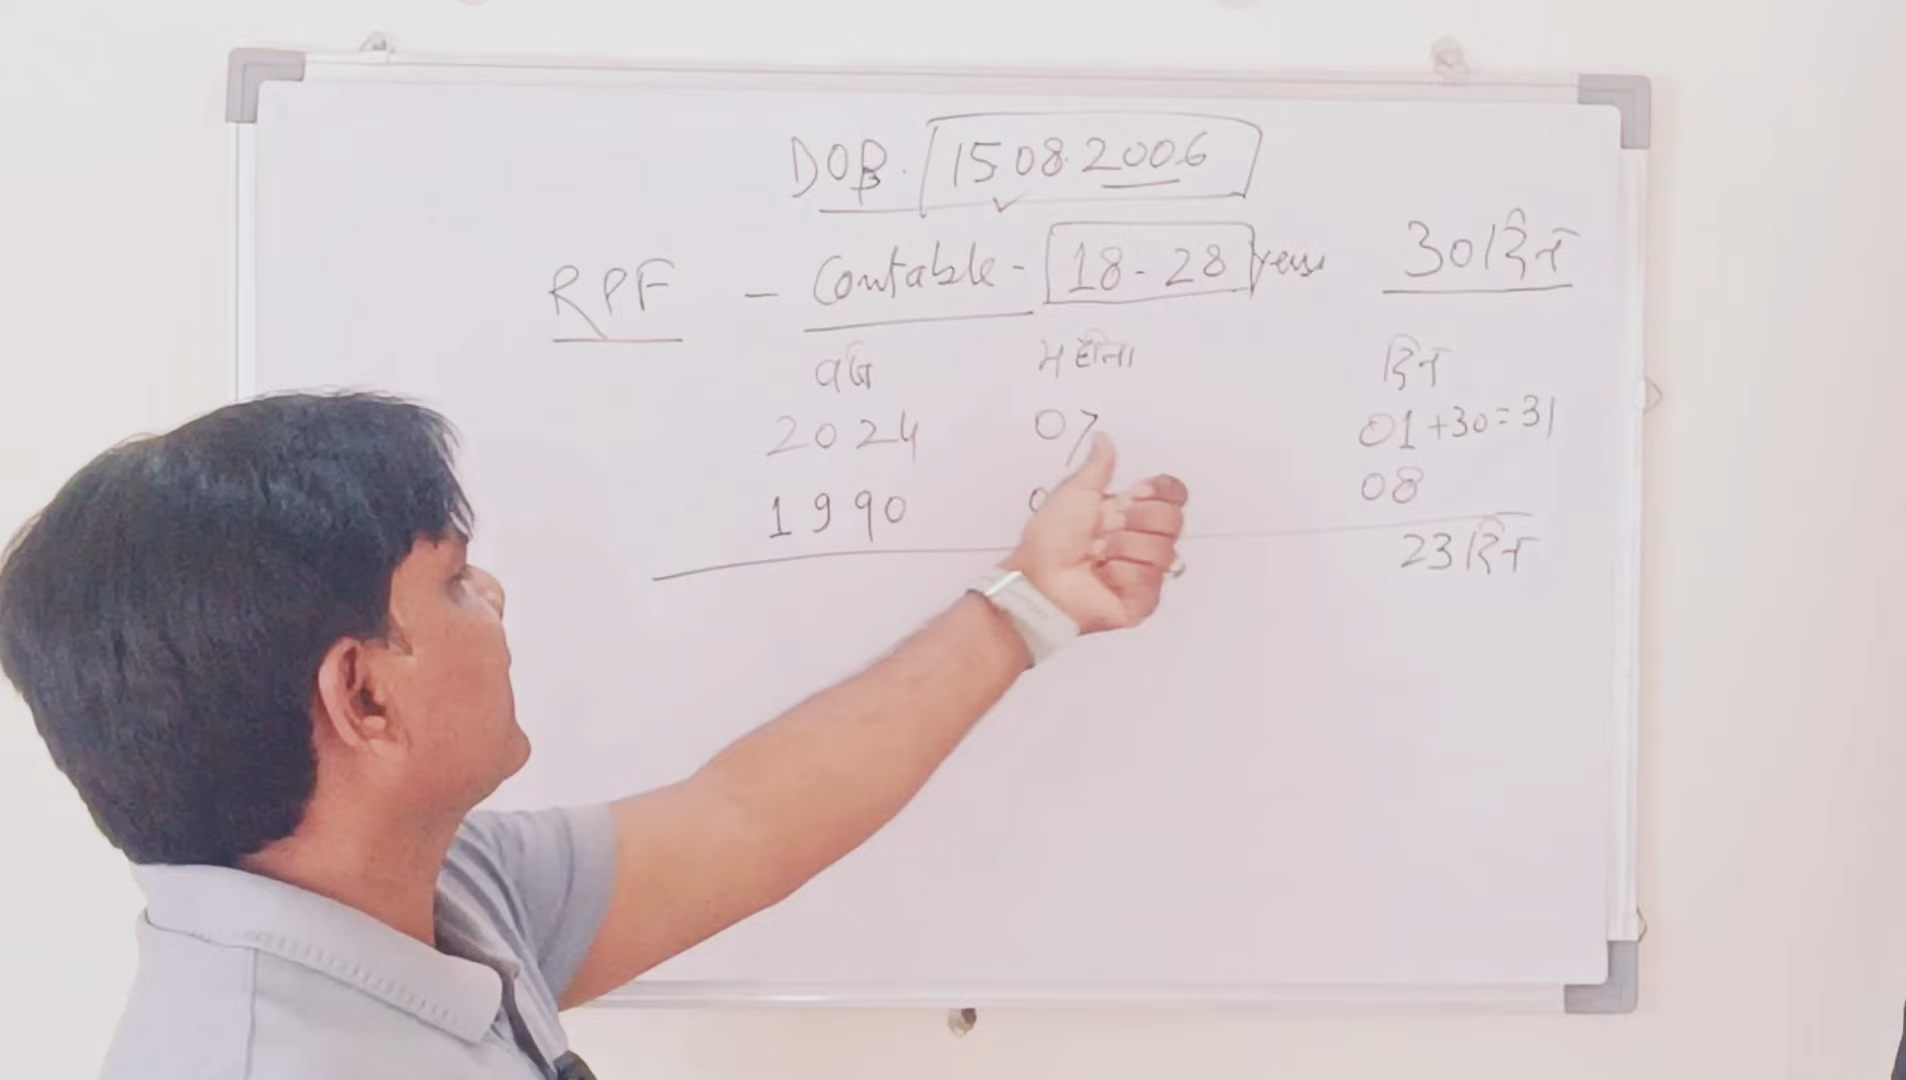 DOB. 15.08.2006
RPF - Contable - 18-28 years 30 दिन
वर्ष महीना दिन
2024 07 01+30=31
1990 0 08
23 दिन